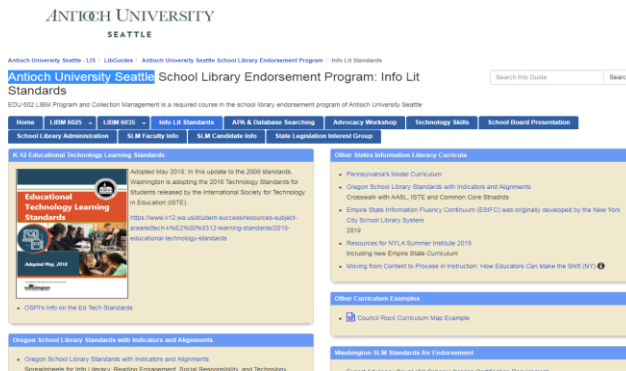 ANTIOCH UNIVERSITY
SEATTLE
Antioch University Seattle - LIS / LibGuides / Antioch University Seattle School Library Endorsement Program / Info Lit Standards
Antioch University Seattle School Library Endorsement Program: Info Lit
Standards
Search this Guide
Searc
EDU 602 LIBM Program and Collection Management is a required course in the school library endorsement program of Antioch University Seattle
Home
LIBM 6025
LIBM 6035
Info Lit Standards
APA & Database Searching
Advocacy Workshop
Technology Skills
School Board Presentation
School Library Administration
SLM Faculty Info
SLM Candidate Info
State Legislation Interest Group
K-12 Educational Technology Learning Standards
Educational
Technology Learning
Standards
Adopted May, 2018
Adopted May 2018; In this update to the 2008 standards,
Washington is adopting the 2016 Technology Standards for
Students released by the International Society for Technology
in Education (ISTE).
https://www.k12.wa.us/student-success/resources-subject-
area/edtech-k%E2%80%9312-learning-standards/2018-
educational-technology-standards
OSPI's Info on the Ed Tech Standards
Oregon School Library Standards with Indicators and Alignments
Oregon School Library Standards with Indicators and Alignments
Spreadsheets for Info Literacy, Reading Engagement, Social Responsibility, and Technology
Other States Information Literacy Curricula
Pennsylvania's Model Curriculum
Oregon School Library Standards with Indicators and Alignments
Crosswalk with AASL, ISTE and Common Core Stradrds
Empire State Information Fluency Continuum (ESIFC) was originally developed by the New York
City School Library System
2019
Resources for NYLA Summer Institute 2019
Including new Empire State Curriculum
Moving from Content to Process in Instruction: How Educators Can Make the Shift (NY)
Other Curriculum Examples
Council Rock Curriculum Map Example
Washington SLM Standards for Endorsement